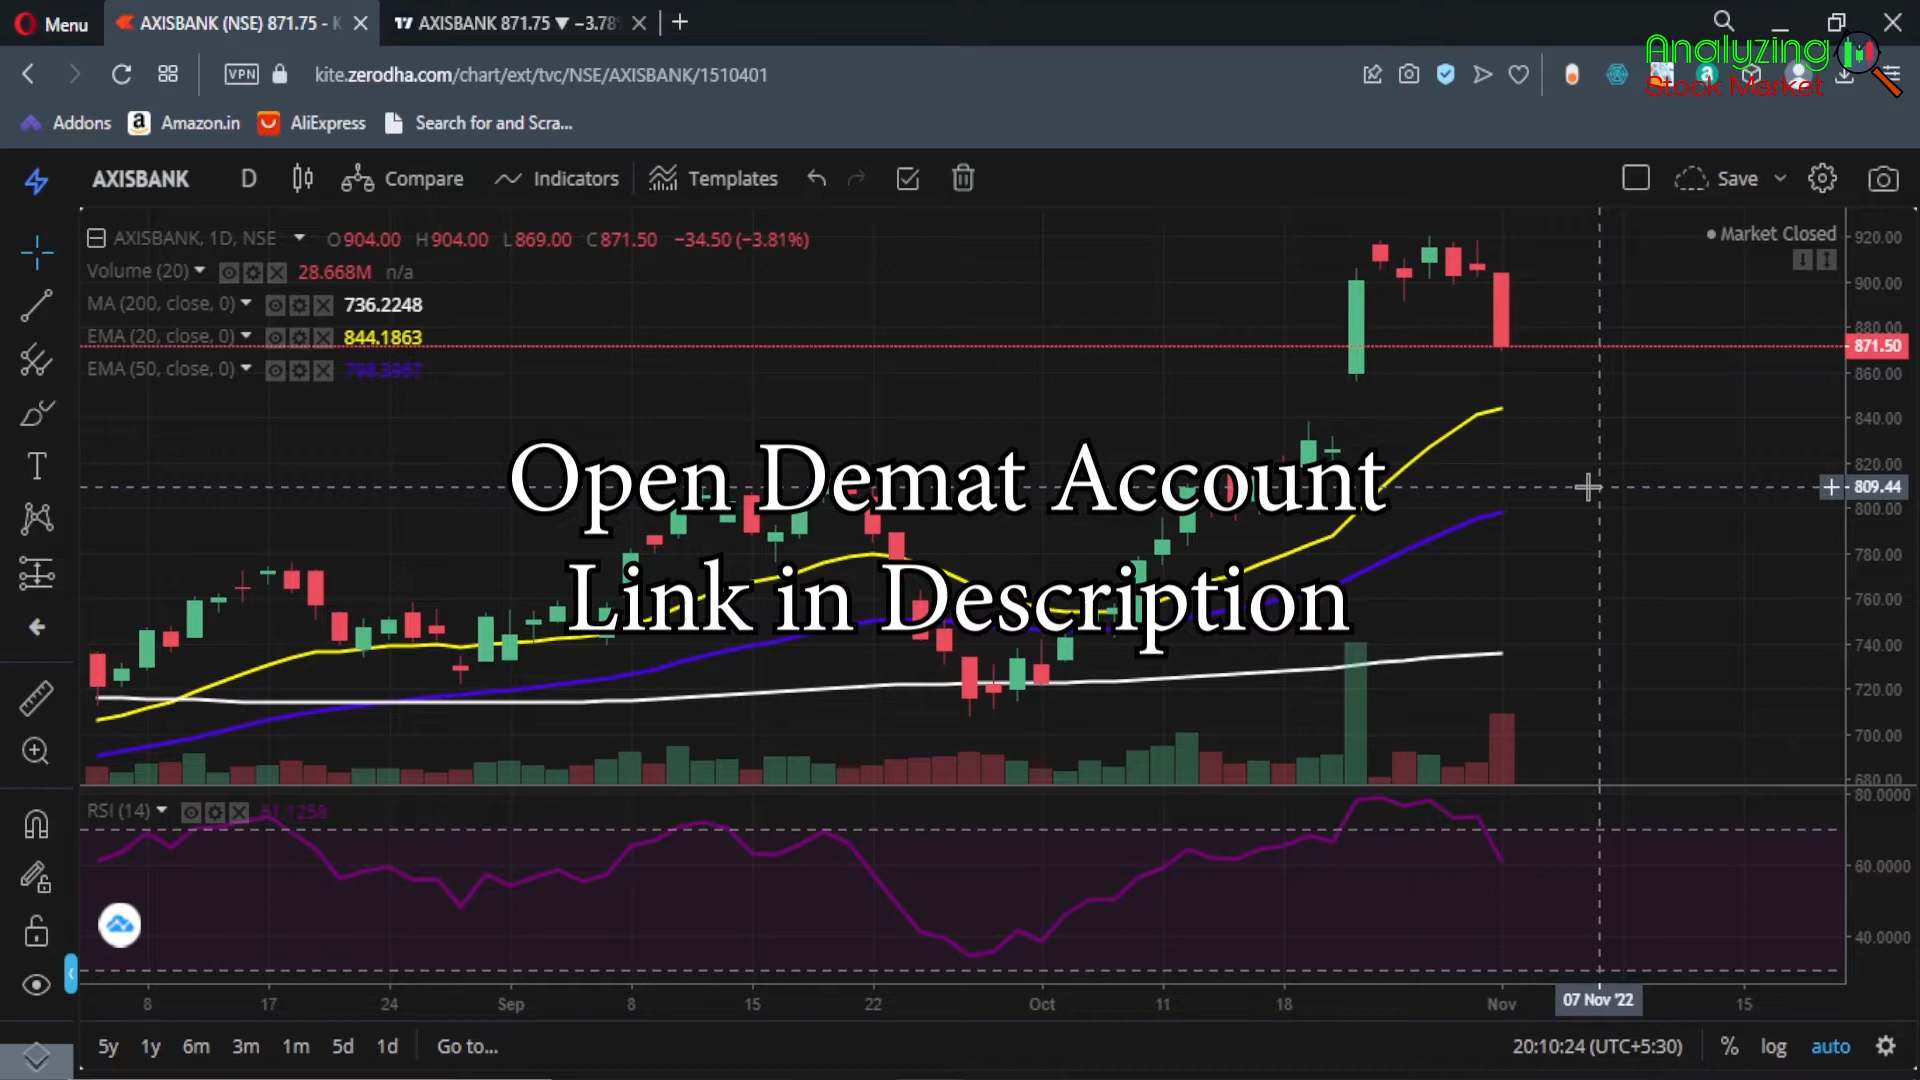 Menu
AXISBANK (NSE) 871.75 - K
AXISBANK 871.75 ▼ −3.78%
Analyzing
Stock Market
VPN
kite.zerodha.com/chart/ext/tvc/NSE/AXISBANK/1510401
Addons
a
Amazon.in
AliExpress
Search for and Scra...
AXISBANK
D
Compare
Indicators
Templates
Save
AXISBANK, 1D, NSE
O904.00 H904.00 L869.00 C871.50 −34.50 (−3.81%)
Market Closed
Volume (20)
28.668M n/a
MA (200, close, 0)
736.2248
EMA (20, close, 0)
844.1863
EMA (50, close, 0)
798.3967
920.00
900.00
880.00
871.50
860.00
840.00
820.00
809.44
800.00
780.00
760.00
740.00
720.00
700.00
680.00
Open Demat Account
Link in Description
RSI (14)
61.1258
80.0000
60.0000
40.0000
8 17 24 Sep 8 15 22 Oct 11 18 Nov 07 Nov '22 15
5y 1y 6m 3m 1m 5d 1d Go to...
20:10:24 (UTC+5:30) % log auto